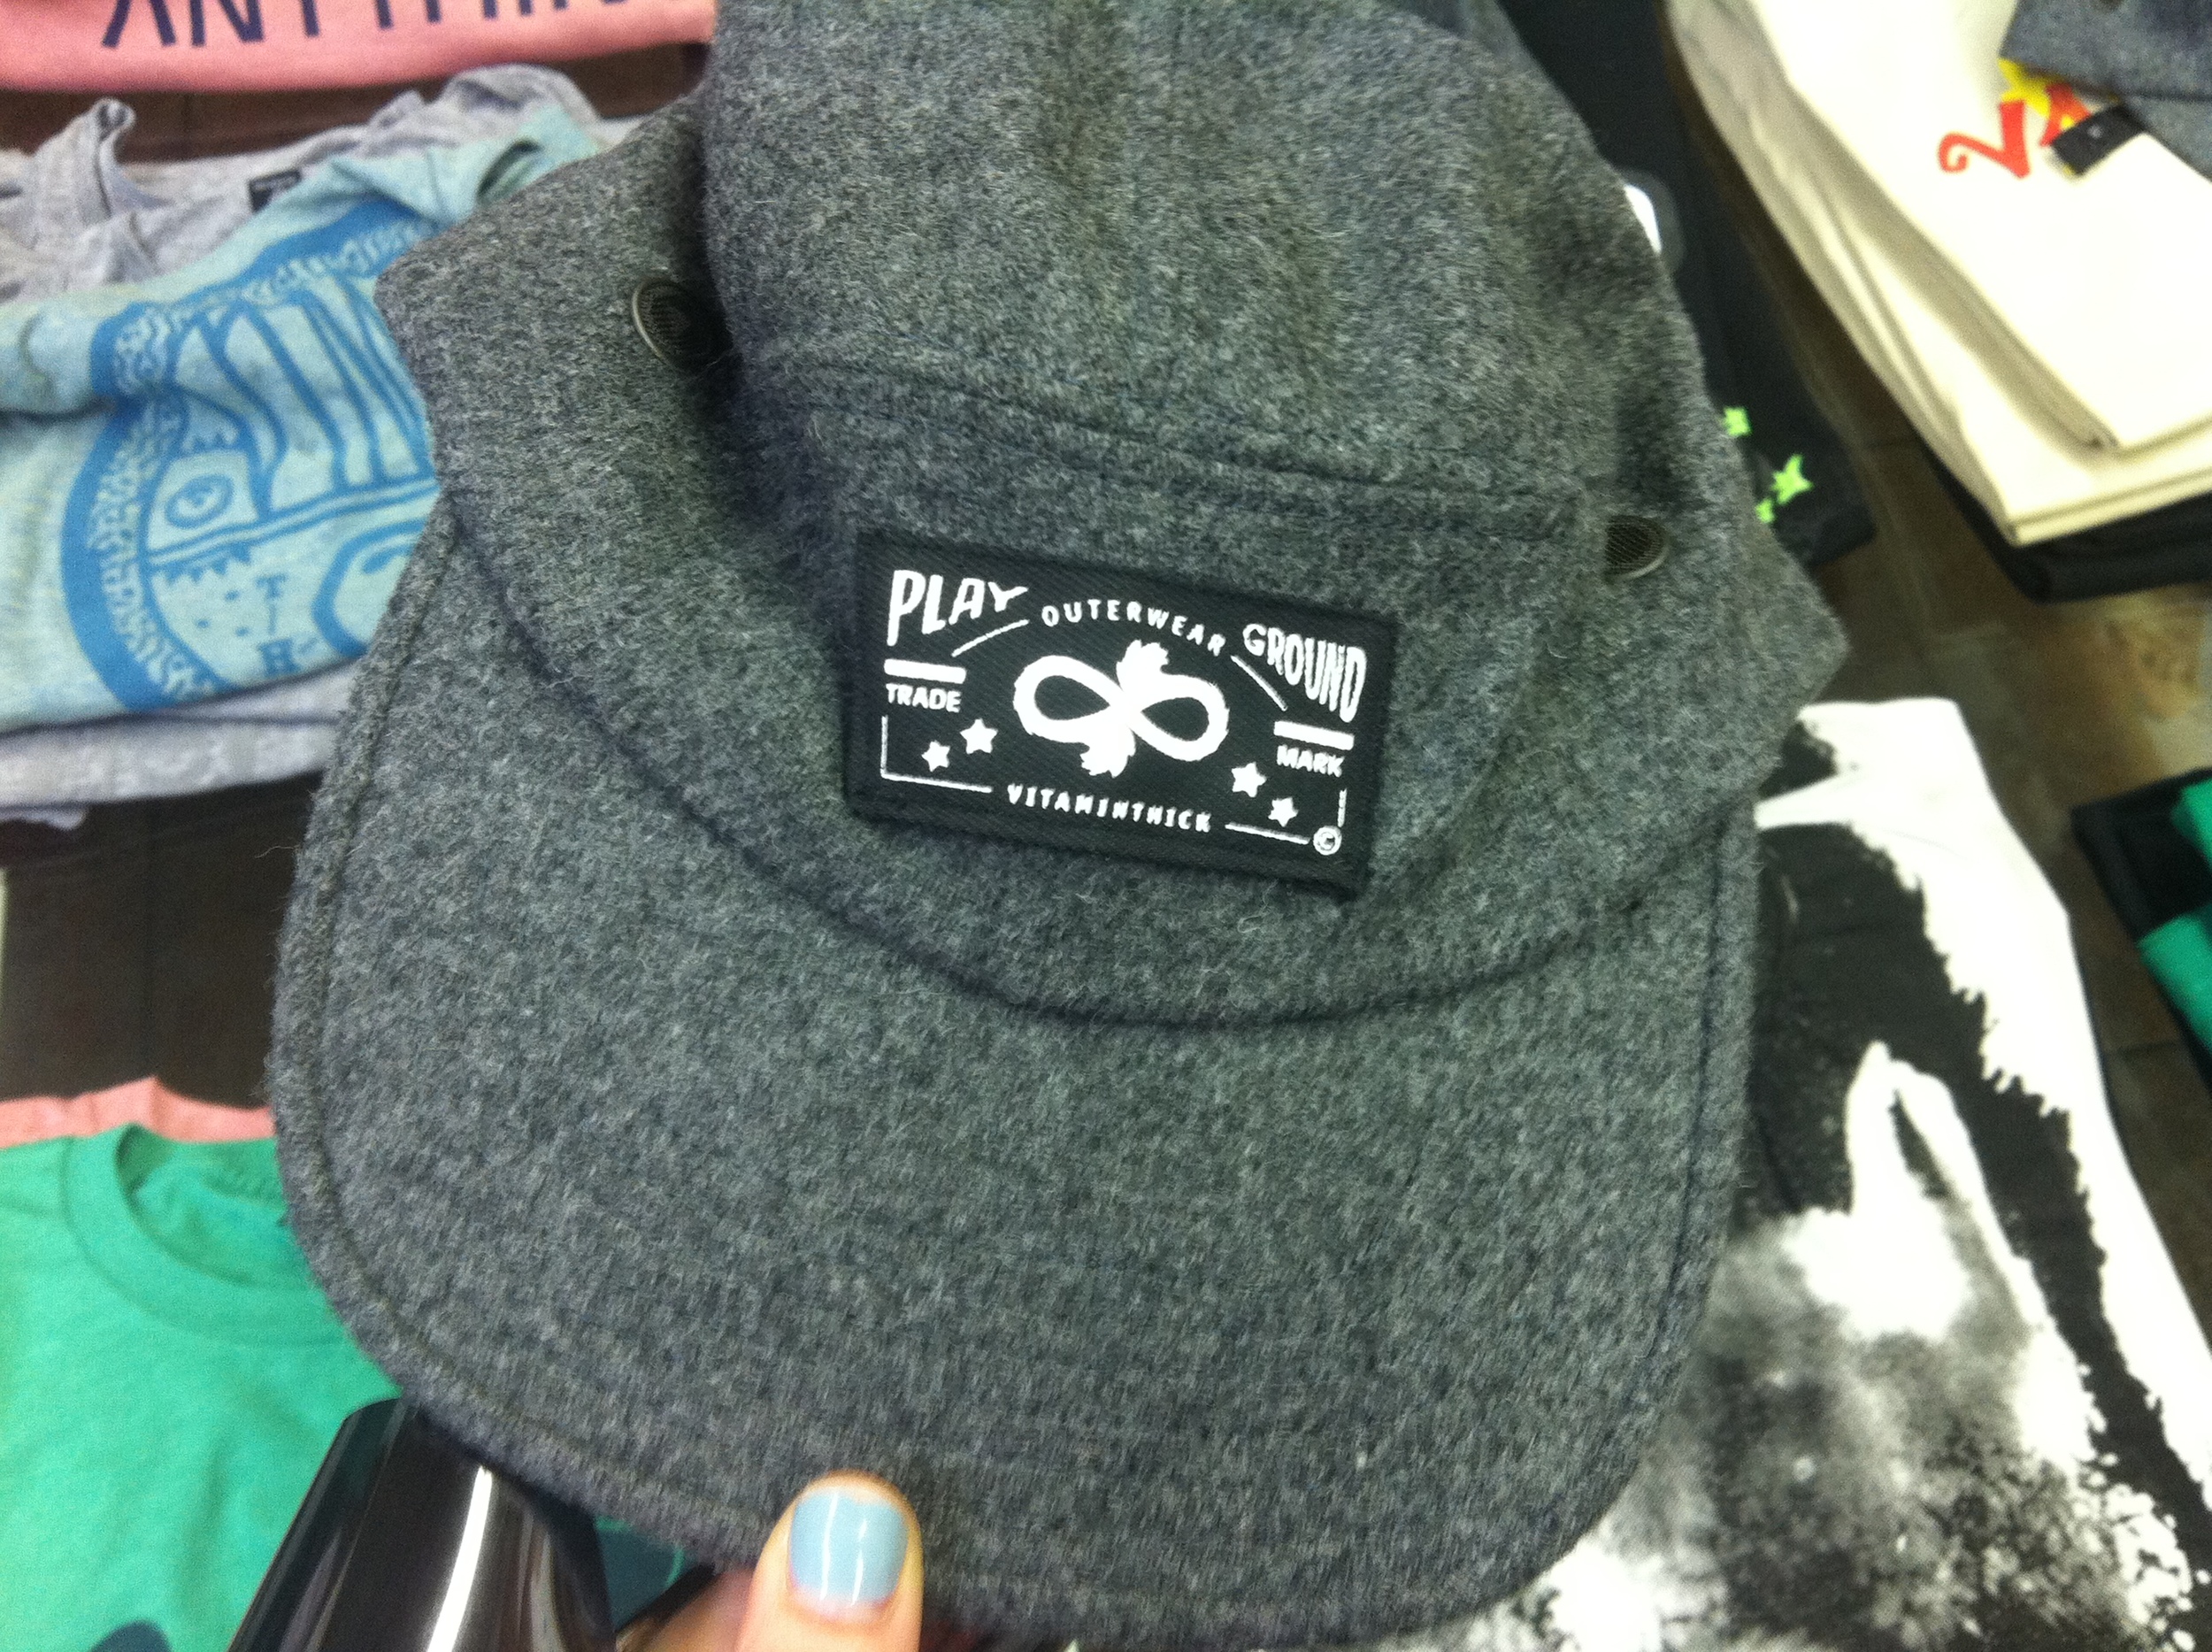 PLAY OUTERWEAR GROUND
TRADE MARK
VITAMINTHICK
©